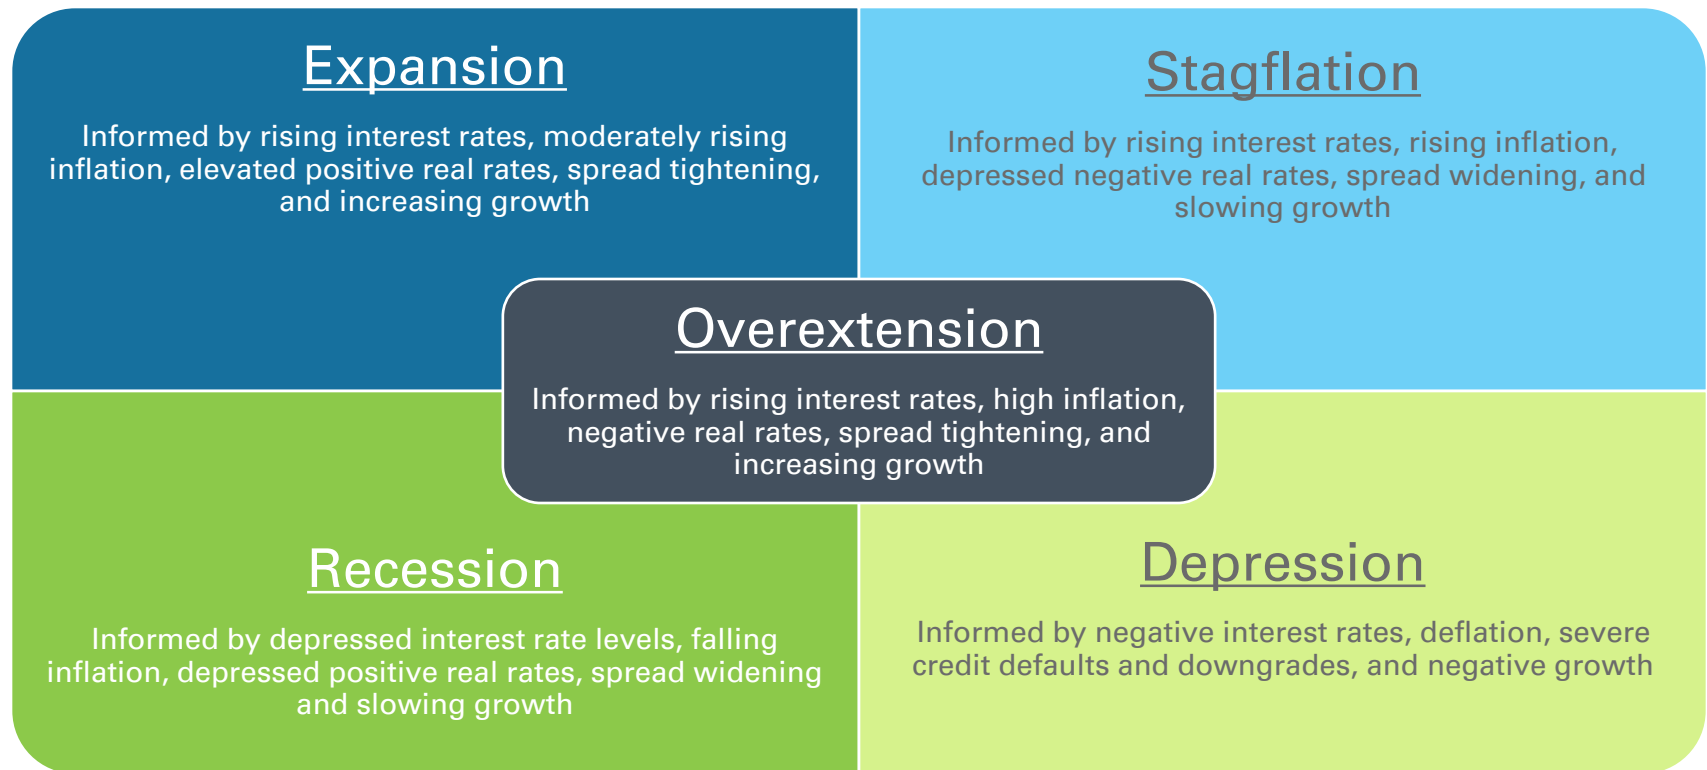 Expansion
Informed by rising interest rates, moderately rising
inflation, elevated positive real rates, spread tightening,
and increasing growth
Stagflation
Informed by rising interest rates, rising inflation,
depressed negative real rates, spread widening, and
slowing growth
Overextension
Informed by rising interest rates, high inflation,
negative real rates, spread tightening, and
increasing growth
Recession
Informed by depressed interest rate levels, falling
inflation, depressed positive real rates, spread widening
and slowing growth
Depression
Informed by negative interest rates, deflation, severe
credit defaults and downgrades, and negative growth